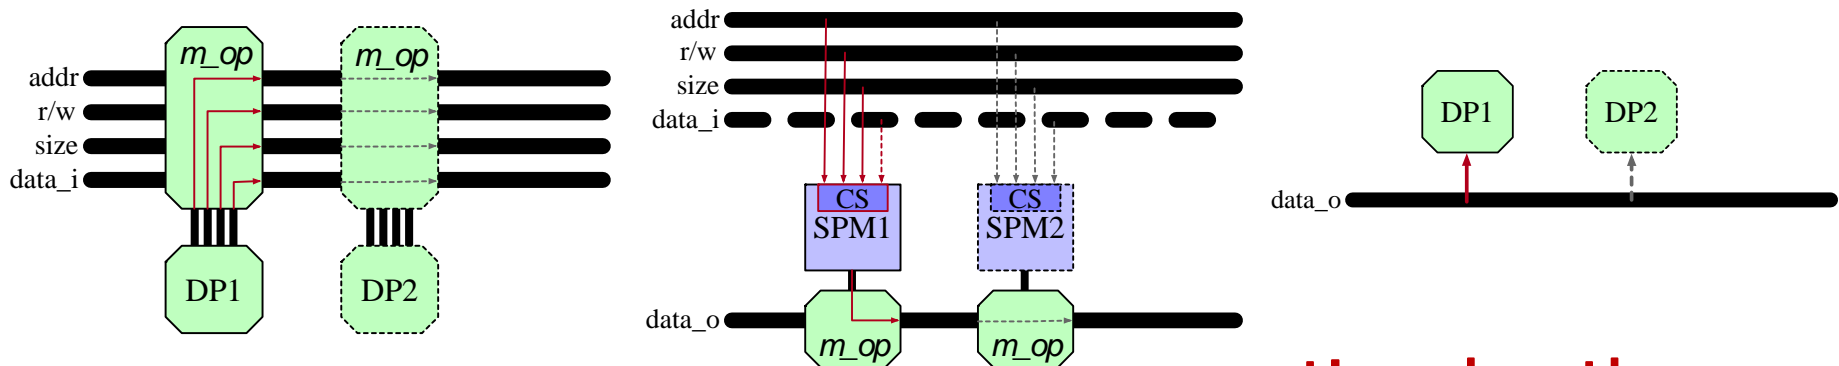 m_op
m_op
addr
r/w
size
data_i
DP1
DP2
addr
r/w
size
data_i
CS
SPM1
CS
SPM2
data_o
m_op
m_op
DP1
DP2
data_o